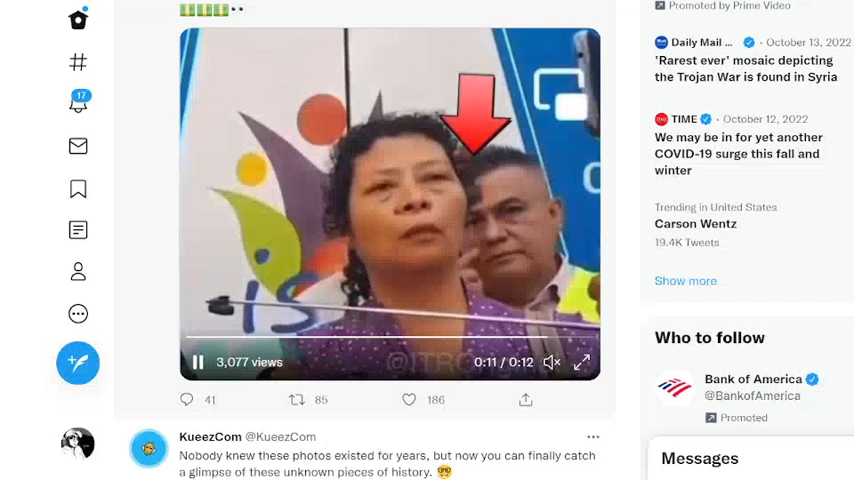 Promoted by Prime Video
Daily Mail ... · October 13, 2022
'Rarest ever' mosaic depicting
the Trojan War is found in Syria
TIME · October 12, 2022
We may be in for yet another
COVID-19 surge this fall and
winter
Trending in United States
Carson Wentz
19.4K Tweets
Show more
Who to follow
Bank of America
@BankofAmerica
Promoted
Messages
17
IS
3,077 views
0:11 / 0:12
41
85
186
KueezCom @KueezCom
Nobody knew these photos existed for years, but now you can finally catch
a glimpse of these unknown pieces of history. 🤓